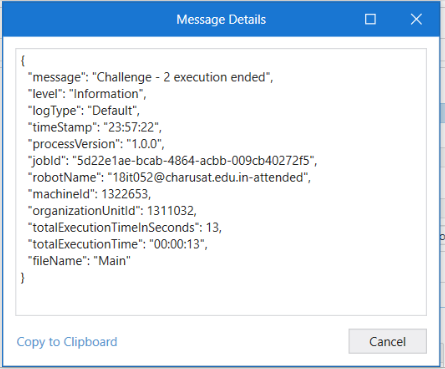 Message Details
{
"message": "Challenge - 2 execution ended",
"level": "Information",
"logType": "Default",
"timeStamp": "23:57:22",
"processVersion": "1.0.0",
"jobId": "5d22e1ae-bcab-4864-acbb-009cb40272f5",
"robotName": "18it052@charusat.edu.in-attended",
"machineId": 1322653,
"organizationUnitId": 1311032,
"totalExecutionTimeInSeconds": 13,
"totalExecutionTime": "00:00:13",
"fileName": "Main"
}
Copy to Clipboard
Cancel